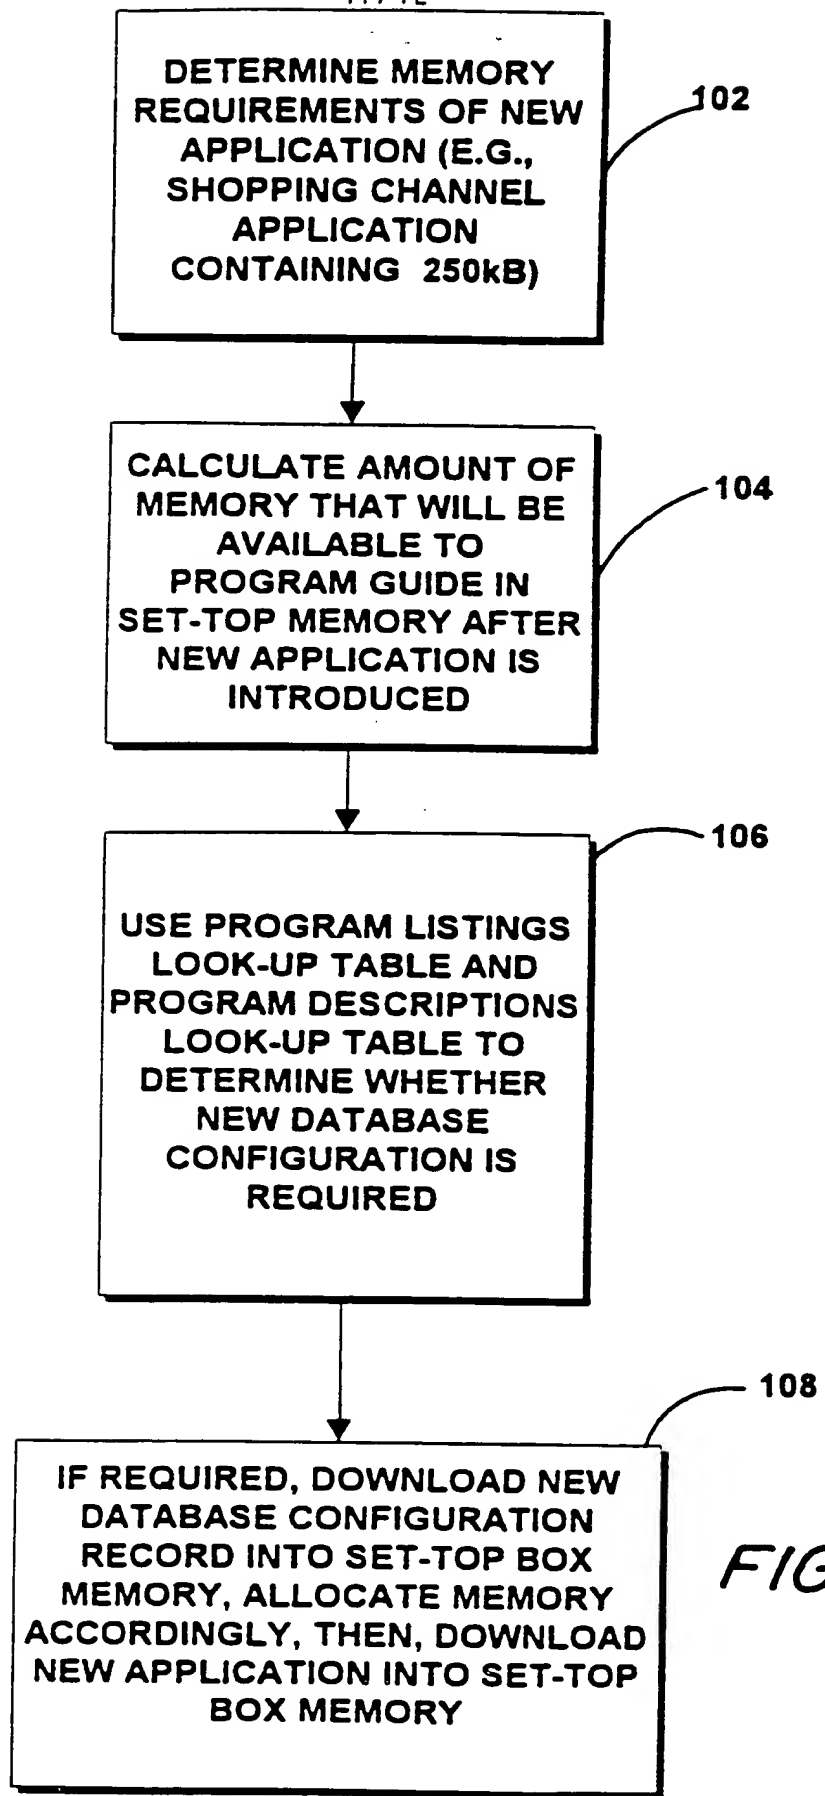 DETERMINE MEMORY
REQUIREMENTS OF NEW
APPLICATION (E.G.,
SHOPPING CHANNEL
APPLICATION
CONTAINING 250kB)
102
CALCULATE AMOUNT OF
MEMORY THAT WILL BE
AVAILABLE TO
PROGRAM GUIDE IN
SET-TOP MEMORY AFTER
NEW APPLICATION IS
INTRODUCED
104
USE PROGRAM LISTINGS
LOOK-UP TABLE AND
PROGRAM DESCRIPTIONS
LOOK-UP TABLE TO
DETERMINE WHETHER
NEW DATABASE
CONFIGURATION IS
REQUIRED
106
IF REQUIRED, DOWNLOAD NEW
DATABASE CONFIGURATION
RECORD INTO SET-TOP BOX
MEMORY, ALLOCATE MEMORY
ACCORDINGLY, THEN, DOWNLOAD
NEW APPLICATION INTO SET-TOP
BOX MEMORY
108
FIG